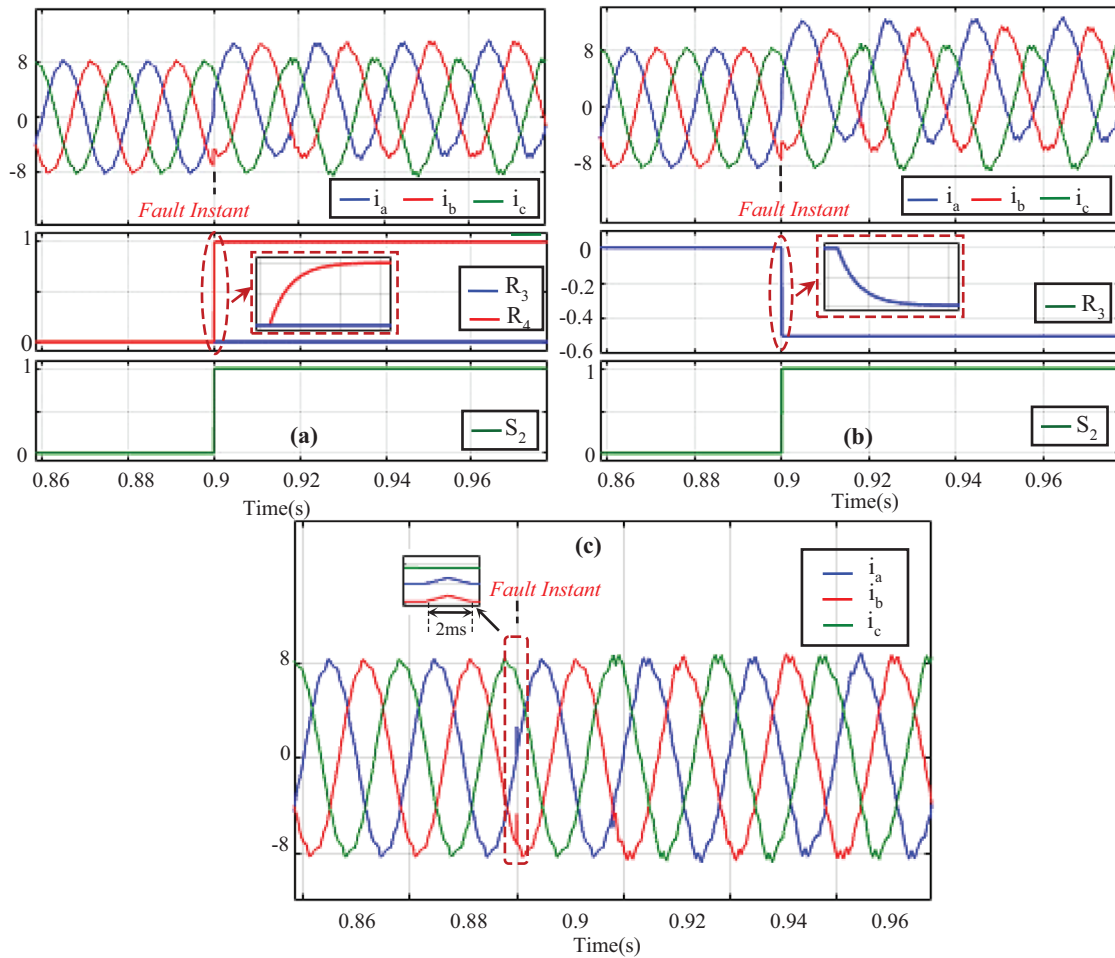 8
0
-8
i_a i_b i_c
Fault Instant
1
0
R_3
R_4
1
0
S_2
(a)
0.86 0.88 0.9 0.92 0.94 0.96
Time(s)
8
0
-8
i_a i_b i_c
Fault Instant
0
-0.2
-0.4
-0.6
R_3
1
0
S_2
(b)
0.86 0.88 0.9 0.92 0.94 0.96
Time(s)
(c)
Fault Instant
2ms
i_a
i_b
i_c
8
0
-8
0.86 0.88 0.9 0.92 0.94 0.96
Time(s)